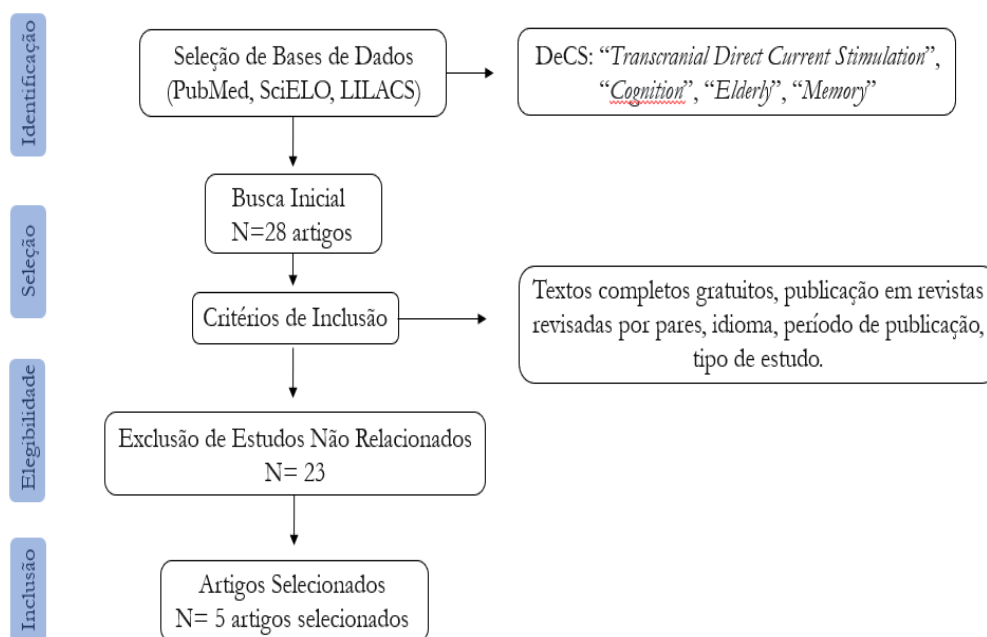 Identificação
Seleção de Bases de Dados
(PubMed, SciELO, LILACS)
DeCS: “Transcranial Direct Current Stimulation”,
“Cognition”, “Elderly”, “Memory”
Seleção
Busca Inicial
N=28 artigos
Critérios de Inclusão
Textos completos gratuitos, publicação em revistas
revisadas por pares, idioma, período de publicação,
tipo de estudo.
Elegibilidade
Exclusão de Estudos Não Relacionados
N= 23
Inclusão
Artigos Selecionados
N= 5 artigos selecionados